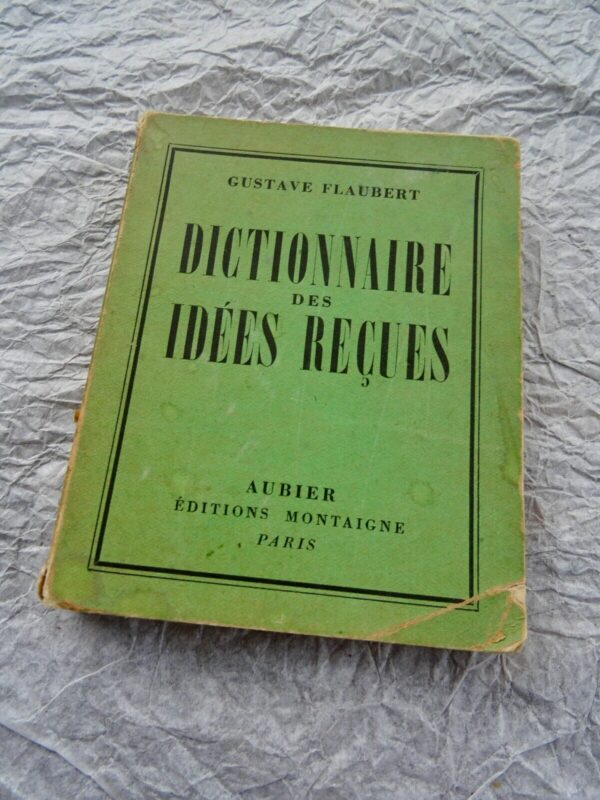 GUSTAVE FLAUBERT
DICTIONNAIRE
DES
IDÉES REÇUES
AUBIER
ÉDITIONS MONTAIGNE
PARIS